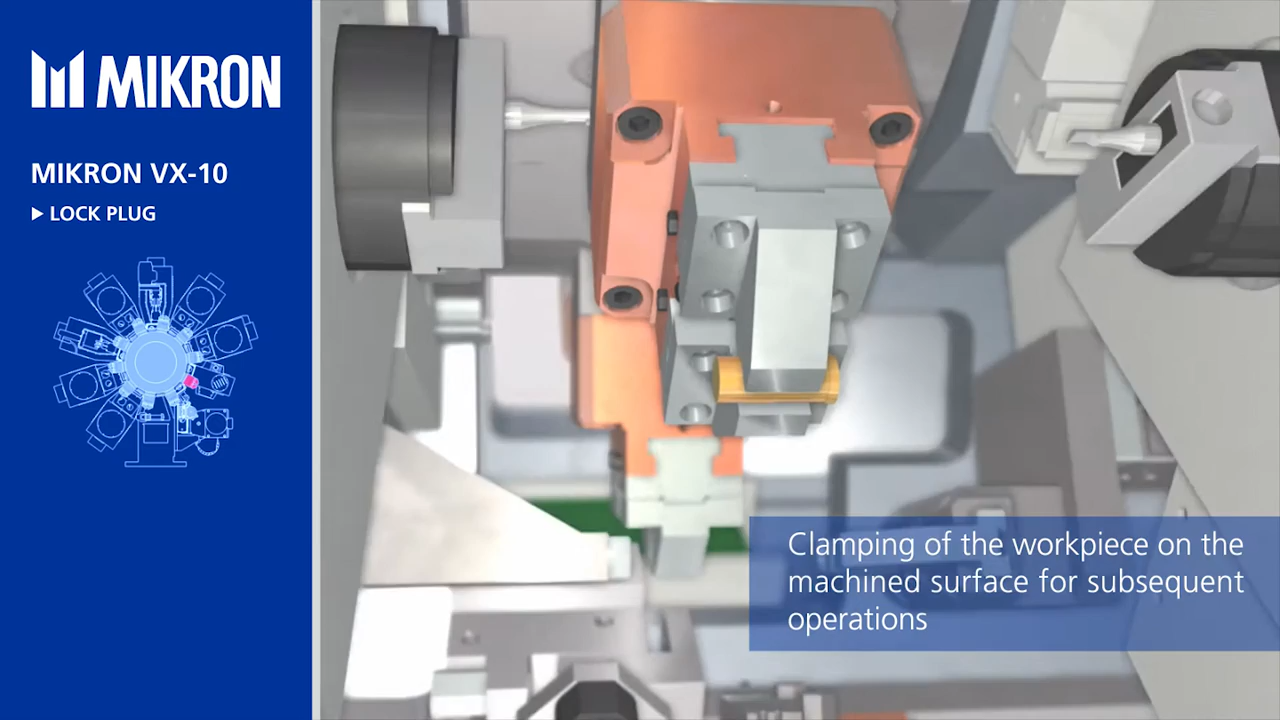 MIKRON
MIKRON VX-10
LOCK PLUG
Clamping of the workpiece on the
machined surface for subsequent
operations